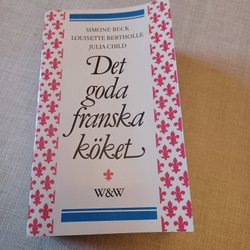 SIMONE BECK
LOUISETTE BERTHOLLE
JULIA CHILD
Det
goda
franska
köket
W&W